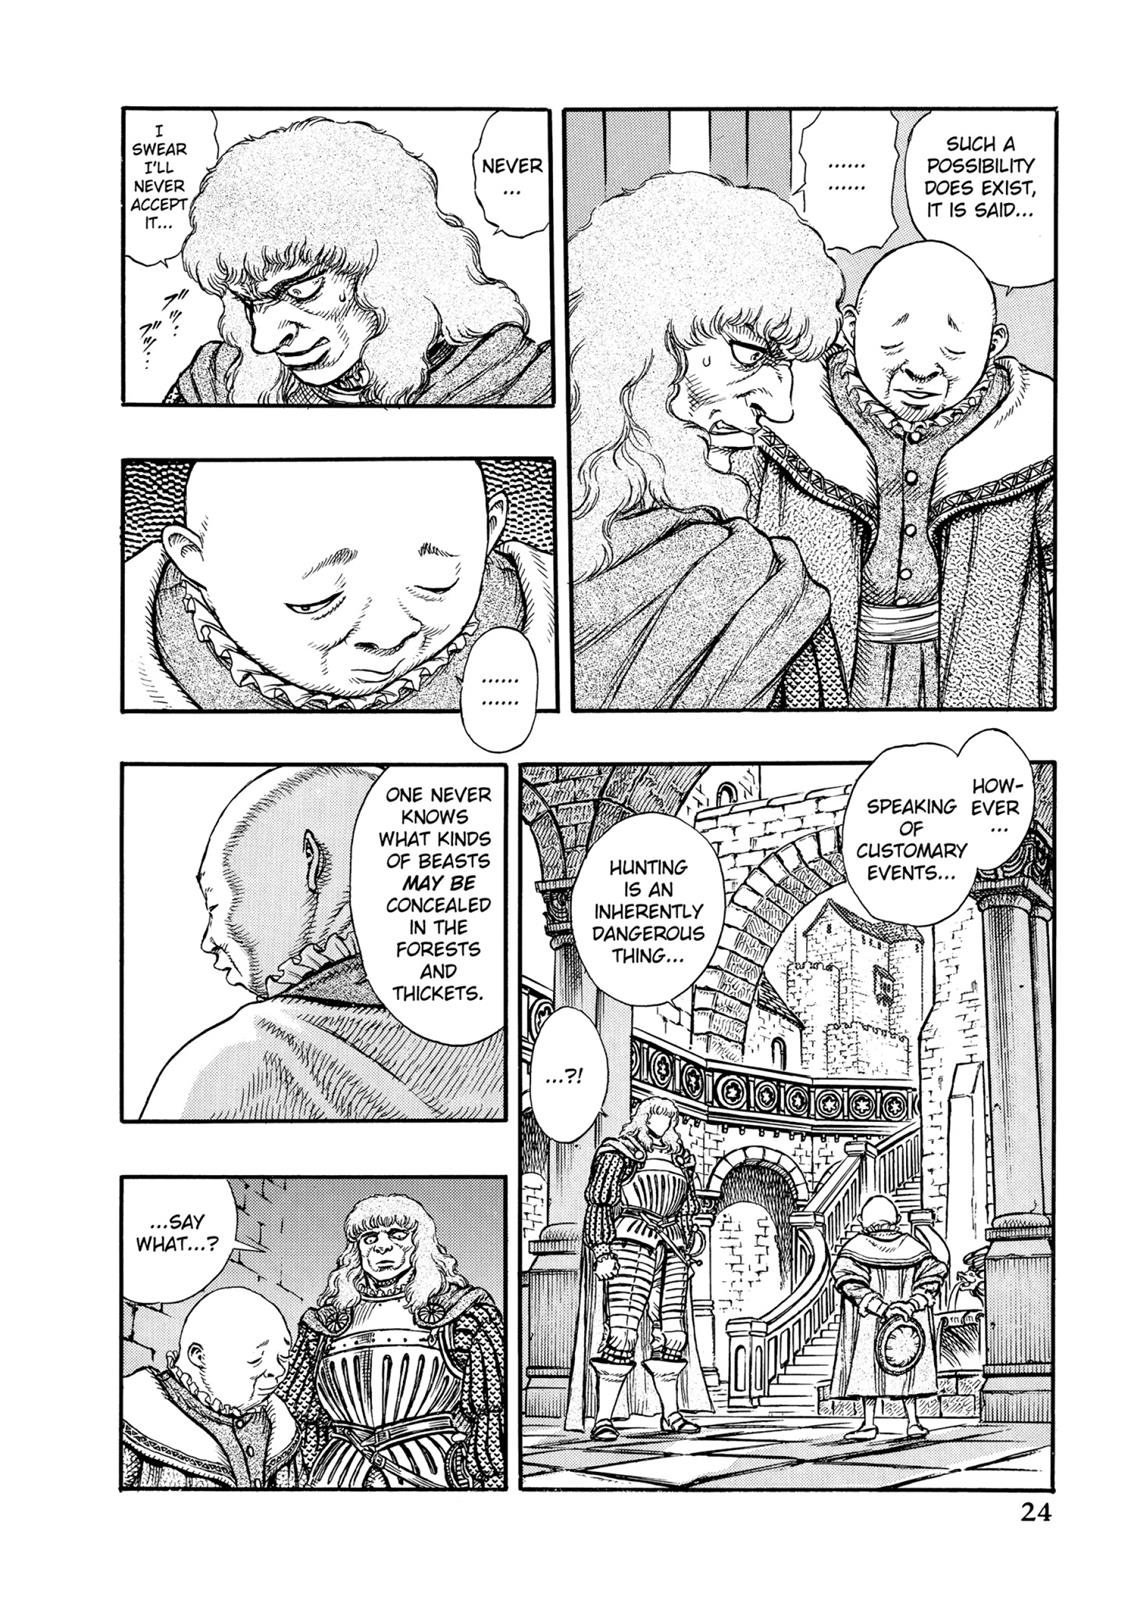 SUCH A
POSSIBILITY
DOES EXIST,
IT IS SAID...
......
......
NEVER
...
I
SWEAR
I'LL
NEVER
ACCEPT
IT...
......
......
HOW-
EVER
...
SPEAKING
OF
CUSTOMARY
EVENTS...
HUNTING
IS AN
INHERENTLY
DANGEROUS
THING...
...?!
ONE NEVER
KNOWS
WHAT KINDS
OF BEASTS
MAY BE
CONCEALED
IN THE
FORESTS
AND
THICKETS.
...SAY
WHAT...?
24